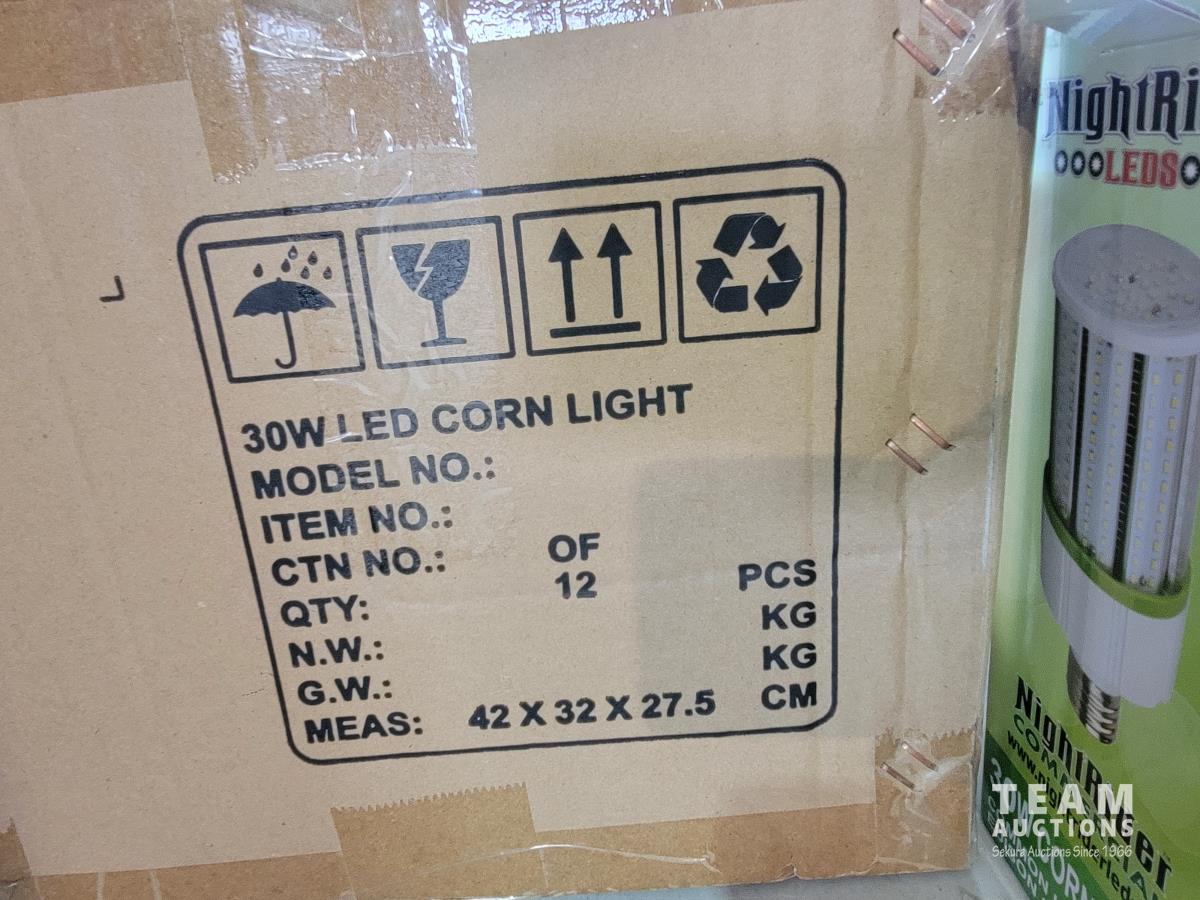 30W LED CORN LIGHT
MODEL NO.:
ITEM NO.:
CTN NO.: OF
QTY: 12 PCS
N.W.: KG
G.W.: KG
MEAS: 42 X 32 X 27.5 CM
NightRi
LEDS
TEAM
AUCTIONS
Sekura Auctions Since 1966